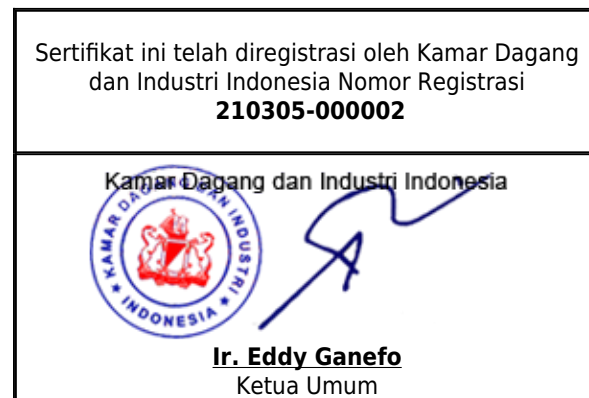 Sertifikat ini telah diregistrasi oleh Kamar Dagang
dan Industri Indonesia Nomor Registrasi
210305-000002
Kamar Dagang dan Industri Indonesia
KAMAR DAGANG DAN INDUSTRI
INDONESIA
Ir. Eddy Ganefo
Ketua Umum